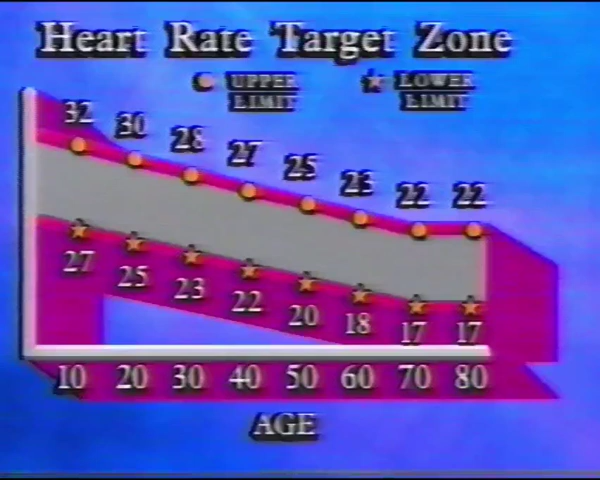 Heart Rate Target Zone
UPPER LIMIT
LOWER LIMIT
32 30 28 27 25 23 22 22
27 25 23 22 20 18 17 17
10 20 30 40 50 60 70 80
AGE